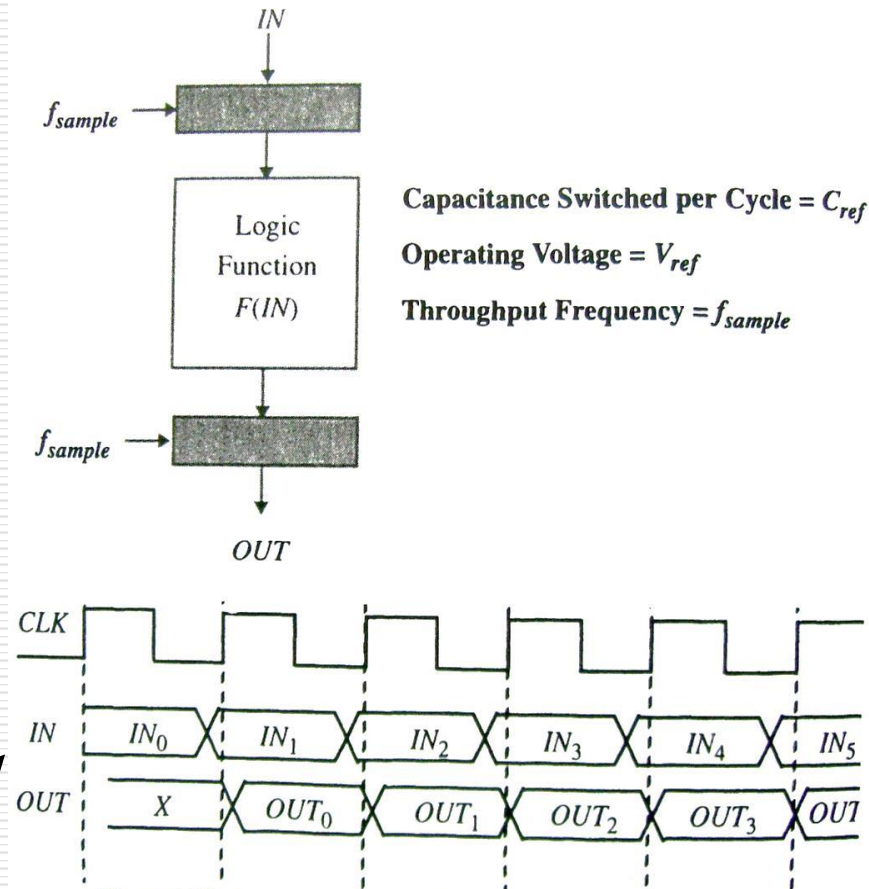 IN
f_sample
Logic
Function
F(IN)
Capacitance Switched per Cycle = C_ref
Operating Voltage = V_ref
Throughput Frequency = f_sample
f_sample
OUT
CLK
IN IN_0 IN_1 IN_2 IN_3 IN_4 IN_5
OUT X OUT_0 OUT_1 OUT_2 OUT_3